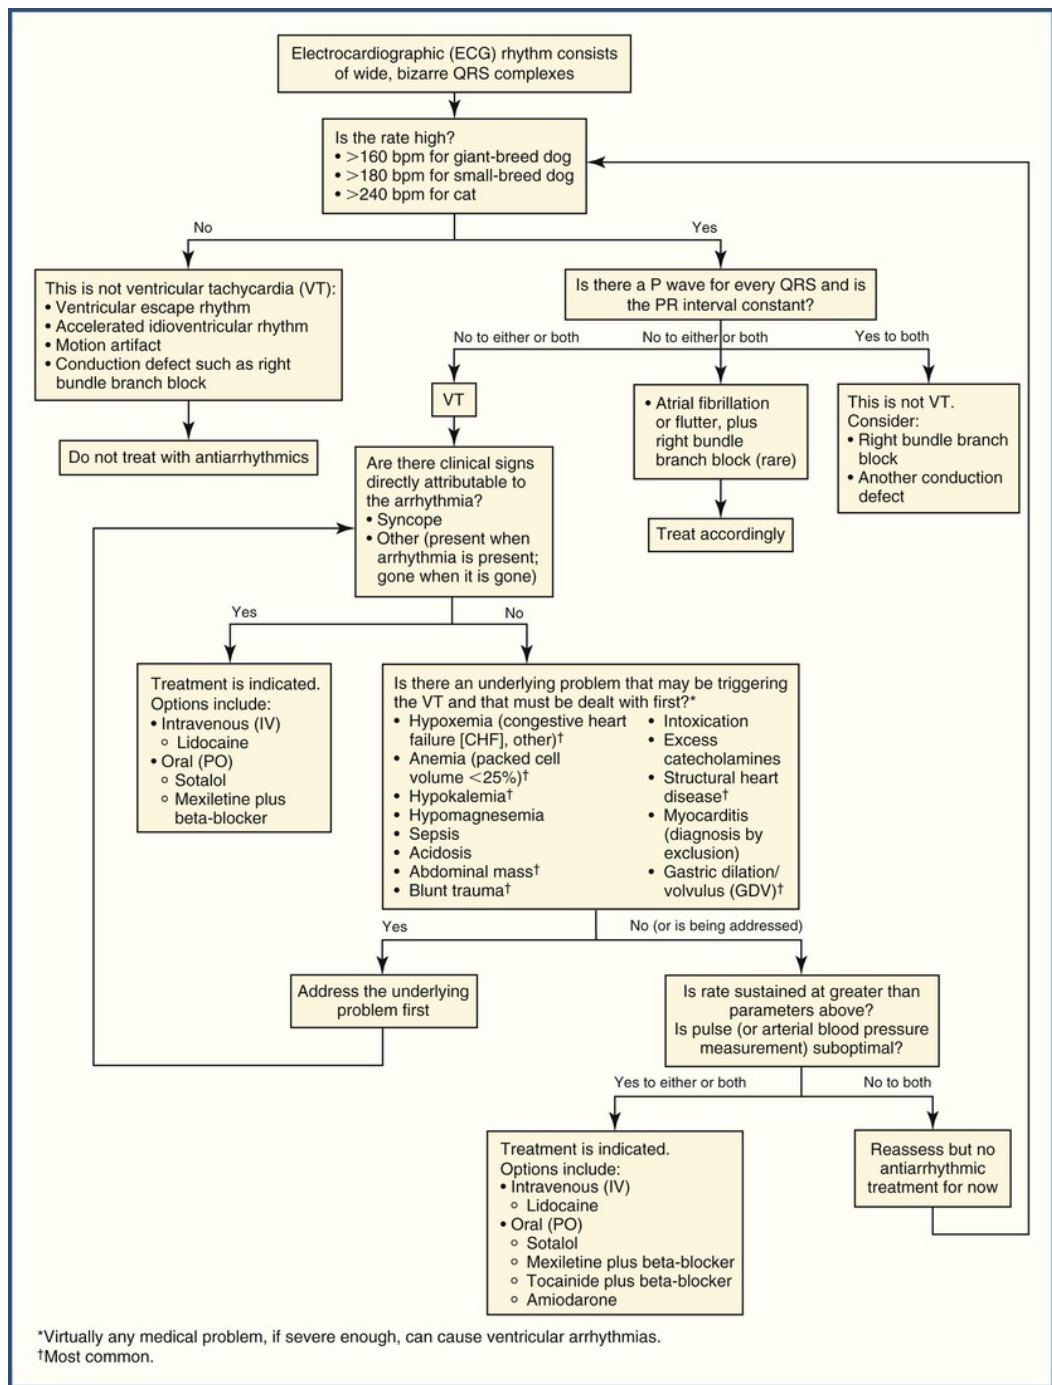 Electrocardiographic (ECG) rhythm consists
of wide, bizarre QRS complexes
Is the rate high?
• >160 bpm for giant-breed dog
• >180 bpm for small-breed dog
• >240 bpm for cat
No
Yes
This is not ventricular tachycardia (VT):
• Ventricular escape rhythm
• Accelerated idioventricular rhythm
• Motion artifact
• Conduction defect such as right
bundle branch block
Do not treat with antiarrhythmics
Is there a P wave for every QRS and is
the PR interval constant?
No to either or both
No to either or both
Yes to both
VT
• Atrial fibrillation
or flutter, plus
right bundle
branch block (rare)
Treat accordingly
This is not VT.
Consider:
• Right bundle branch
block
• Another conduction
defect
Are there clinical signs
directly attributable to
the arrhythmia?
• Syncope
• Other (present when
arrhythmia is present;
gone when it is gone)
Yes
No
Treatment is indicated.
Options include:
• Intravenous (IV)
○ Lidocaine
• Oral (PO)
○ Sotalol
○ Mexiletine plus
beta-blocker
Is there an underlying problem that may be triggering
the VT and that must be dealt with first?*
• Hypoxemia (congestive heart
failure [CHF], other)†
• Anemia (packed cell
volume <25%)†
• Hypokalemia†
• Hypomagnesemia
• Sepsis
• Acidosis
• Abdominal mass†
• Blunt trauma†
• Intoxication
• Excess
catecholamines
• Structural heart
disease†
• Myocarditis
(diagnosis by
exclusion)
• Gastric dilation/
volvulus (GDV)†
Yes
No (or is being addressed)
Address the underlying
problem first
Is rate sustained at greater than
parameters above?
Is pulse (or arterial blood pressure
measurement) suboptimal?
Yes to either or both
No to both
Treatment is indicated.
Options include:
• Intravenous (IV)
○ Lidocaine
• Oral (PO)
○ Sotalol
○ Mexiletine plus beta-blocker
○ Tocainide plus beta-blocker
○ Amiodarone
Reassess but no
antiarrhythmic
treatment for now
*Virtually any medical problem, if severe enough, can cause ventricular arrhythmias.
†Most common.